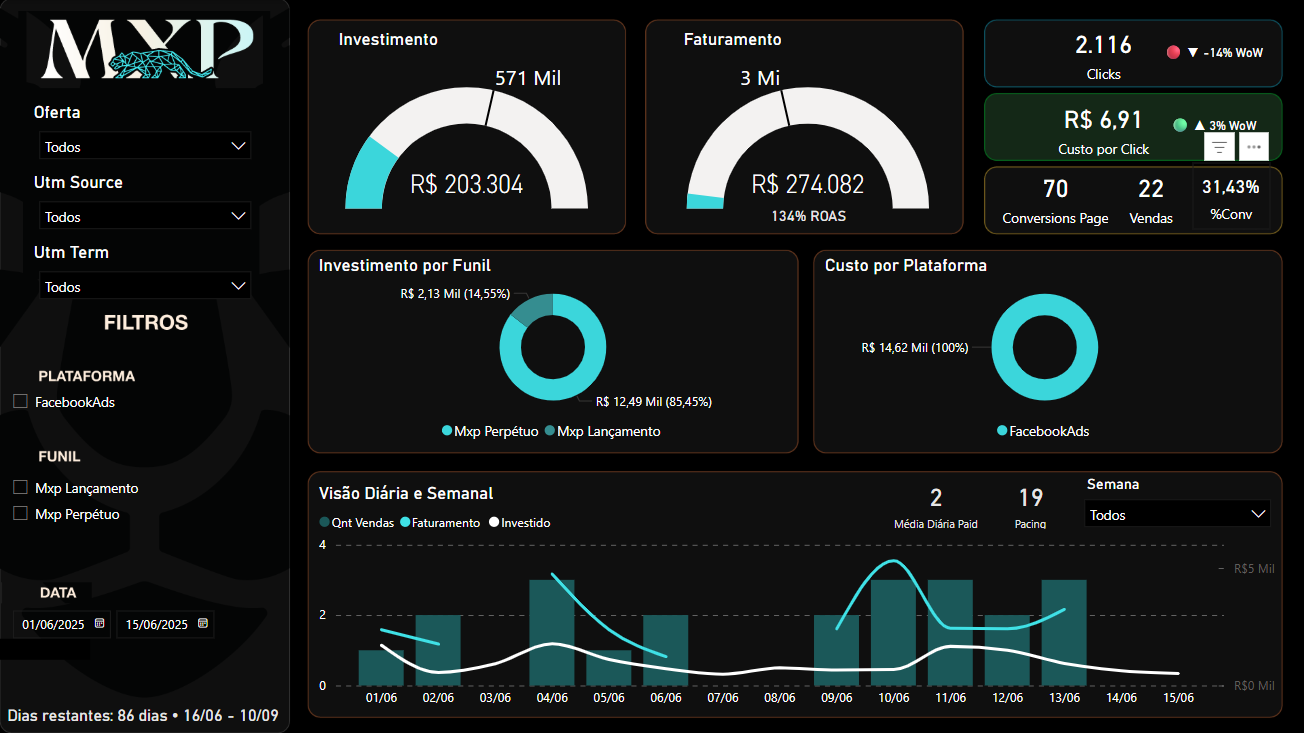 MXP
Oferta
Todos
Utm Source
Todos
Utm Term
Todos
FILTROS
PLATAFORMA
FacebookAds
FUNIL
Mxp Lançamento
Mxp Perpétuo
DATA
01/06/2025 15/06/2025
Dias restantes: 86 dias • 16/06 - 10/09
Investimento
571 Mil
R$ 203.304
Faturamento
3 Mi
R$ 274.082
134% ROAS
2.116
Clicks
▼ -14% WoW
R$ 6,91
Custo por Click
▲ 3% WoW
70
Conversions Page
22
Vendas
31,43%
%Conv
Investimento por Funil
R$ 2,13 Mil (14,55%)
R$ 12,49 Mil (85,45%)
Mxp Perpétuo Mxp Lançamento
Custo por Plataforma
R$ 14,62 Mil (100%)
FacebookAds
Visão Diária e Semanal
Qnt Vendas Faturamento Investido
2
Média Diária Paid
19
Pacing
Semana
Todos
4
2
0
R$5 Mil
R$0 Mil
01/06 02/06 03/06 04/06 05/06 06/06 07/06 08/06 09/06 10/06 11/06 12/06 13/06 14/06 15/06